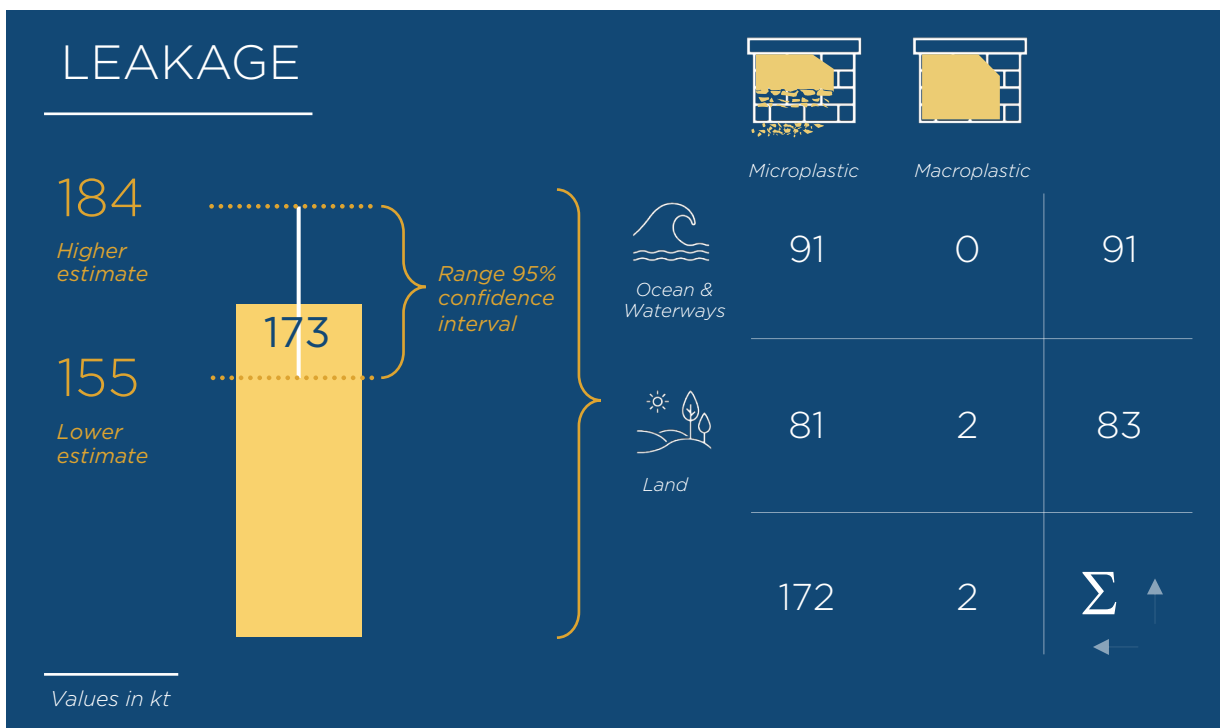 LEAKAGE
184
Higher
estimate
173
155
Lower
estimate
Range 95%
confidence
interval
Microplastic Macroplastic
Ocean &
Waterways
91 0 91
Land
81 2 83
172 2 Σ
Values in kt